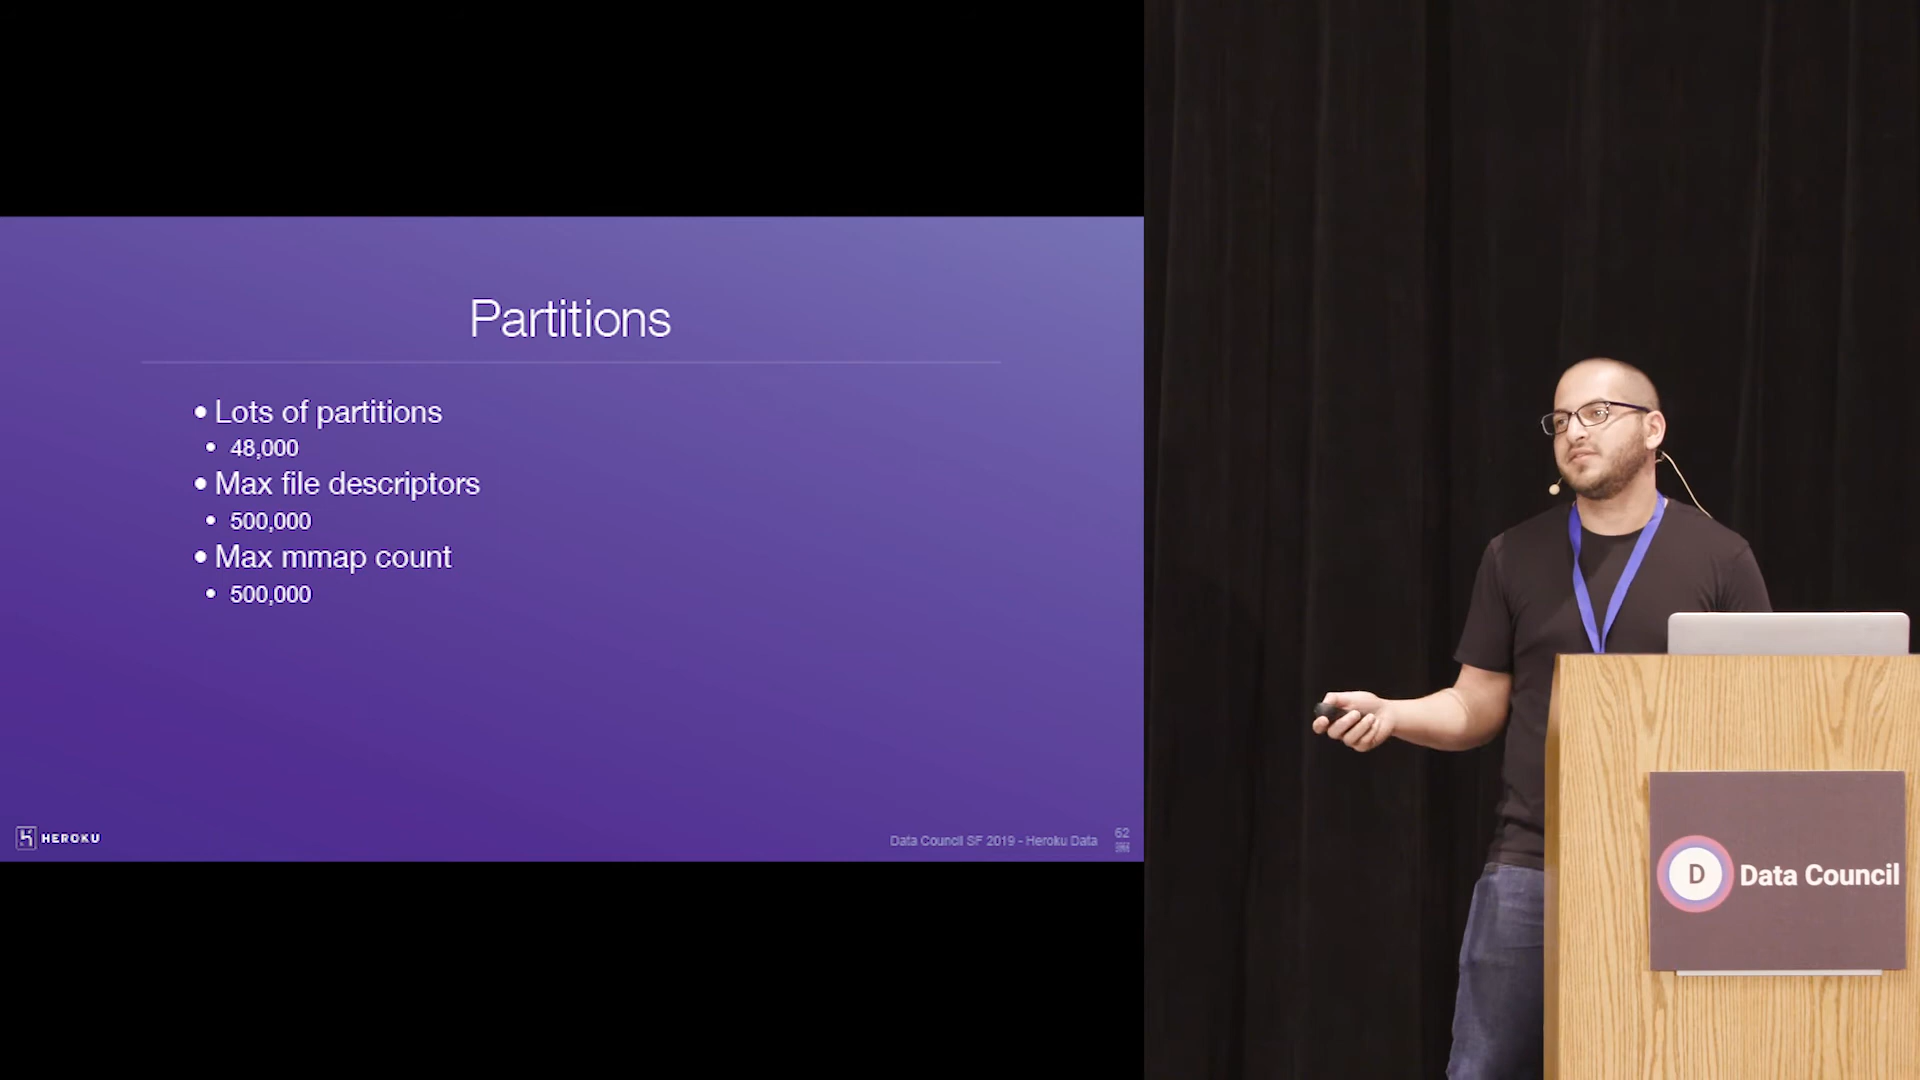 Partitions
• Lots of partitions
• 48,000
• Max file descriptors
• 500,000
• Max mmap count
• 500,000
HEROKU
Data Council SF 2019 - Heroku Data
62
D Data Council